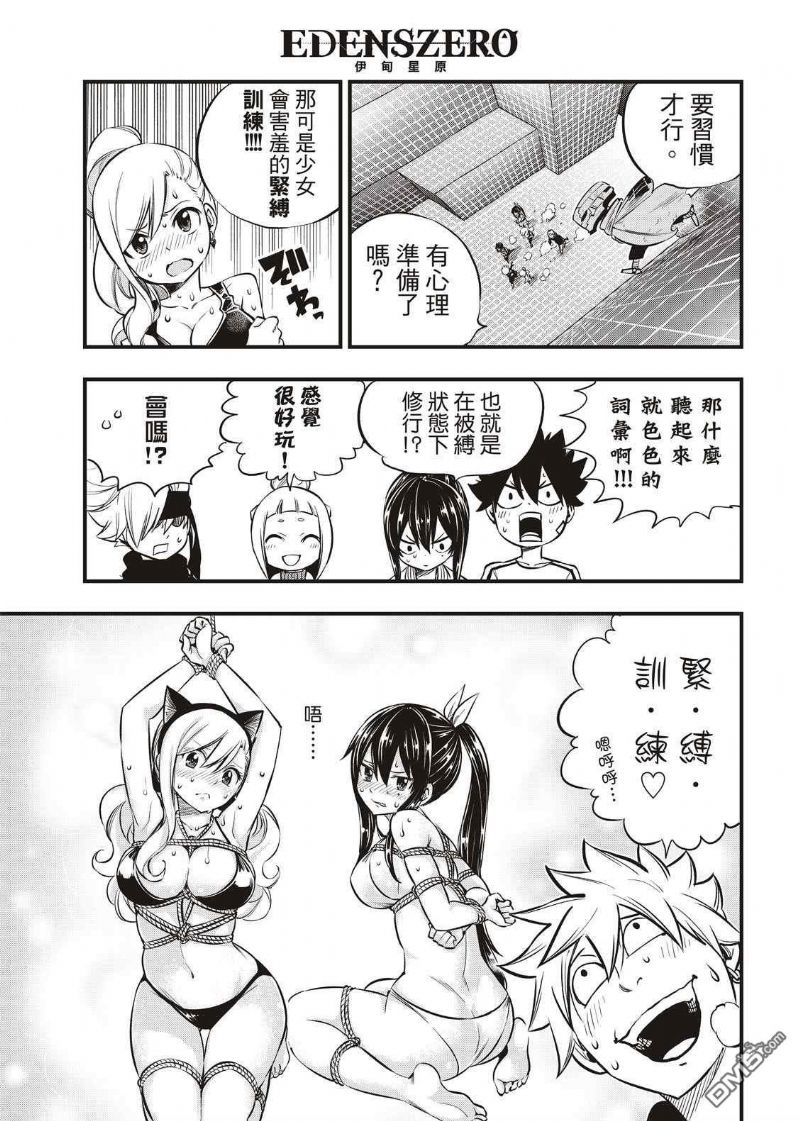 EDENSZERO
伊甸星原
要習慣
才行。
有心理
準備了
嗎?
那可是少女
會害羞的緊縛
訓練!!!!
ぞわっ
那什麼
聽起來
就色色的
詞彙啊!!!
也就是
在被縛
狀態下
修行!?
感覺
很好玩!
會嗎!?
緊・縛・
訓・練♡
嗯呼呼…
唔……
DM5.COM